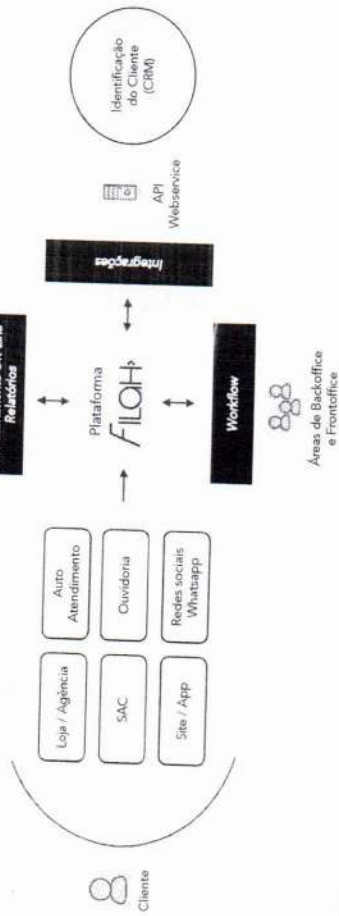 Cliente
Loja / Agência
Auto
Atendimento
SAC
Ouvidoria
Site / App
Redes sociais
Whatsapp
Relatórios
Plataforma
FILOH
Workflow
Áreas de Backoffice
e Frontoffice
Integrações
API
Webservice
Identificação
do Cliente
(CRM)